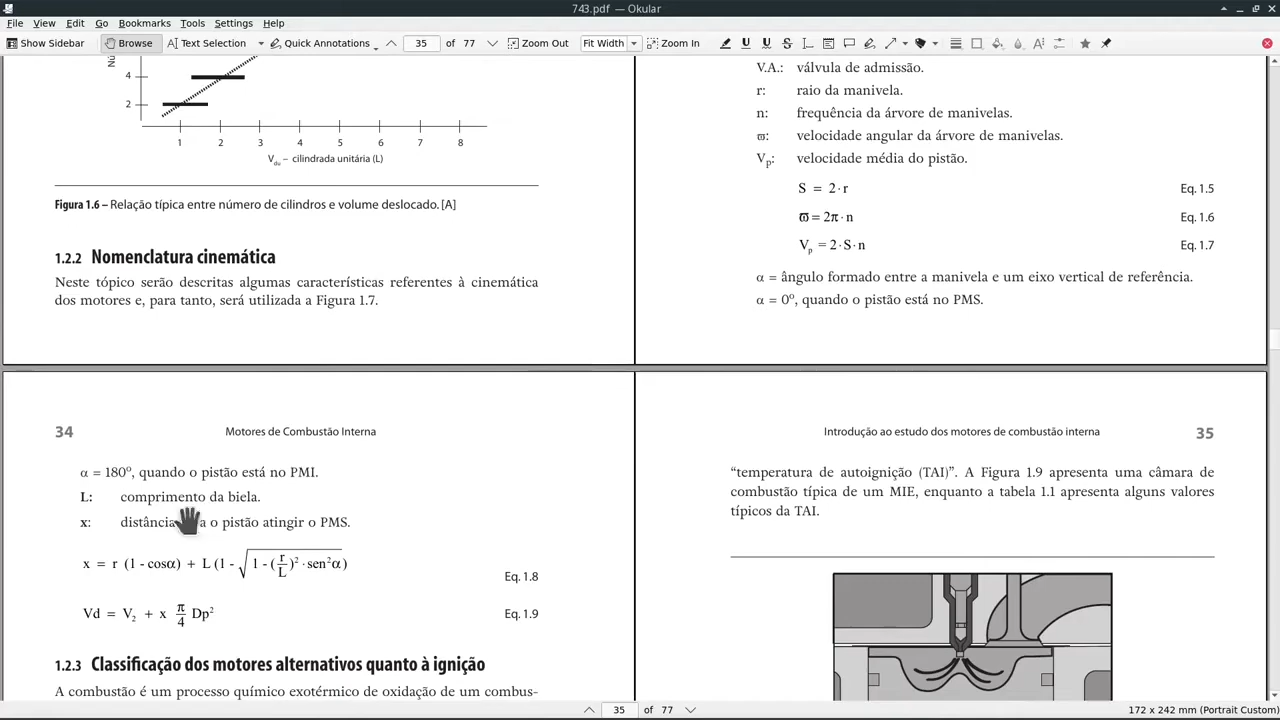 743.pdf — Okular
File View Edit Go Bookmarks Tools Settings Help
Show Sidebar Browse Text Selection Quick Annotations 35 of 77 Zoom Out Fit Width Zoom In
4
2
1 2 3 4 5 6 7 8
Vdu – cilindrada unitária (L)
Figura 1.6 – Relação típica entre número de cilindros e volume deslocado. [A]
1.2.2 Nomenclatura cinemática
Neste tópico serão descritas algumas características referentes à cinemática
dos motores e, para tanto, será utilizada a Figura 1.7.
V.A.: válvula de admissão.
r: raio da manivela.
n: frequência da árvore de manivelas.
ϖ: velocidade angular da árvore de manivelas.
Vp: velocidade média do pistão.
S = 2·r Eq. 1.5
ϖ = 2π·n Eq. 1.6
Vp = 2·S·n Eq. 1.7
α = ângulo formado entre a manivela e um eixo vertical de referência.
α = 0º, quando o pistão está no PMS.
34 Motores de Combustão Interna
α = 180º, quando o pistão está no PMI.
L: comprimento da biela.
x: distância o pistão atingir o PMS.
x = r (1 - cosα) + L (1 - √1 - (r/L)²·sen²α)
Eq. 1.8
Vd = V2 + x π/4 Dp² Eq. 1.9
1.2.3 Classificação dos motores alternativos quanto à ignição
A combustão é um processo químico exotérmico de oxidação de um combus-
Introdução ao estudo dos motores de combustão interna 35
“temperatura de autoignição (TAI)”. A Figura 1.9 apresenta uma câmara de
combustão típica de um MIE, enquanto a tabela 1.1 apresenta alguns valores
típicos da TAI.
35 of 77
172 x 242 mm (Portrait Custom)